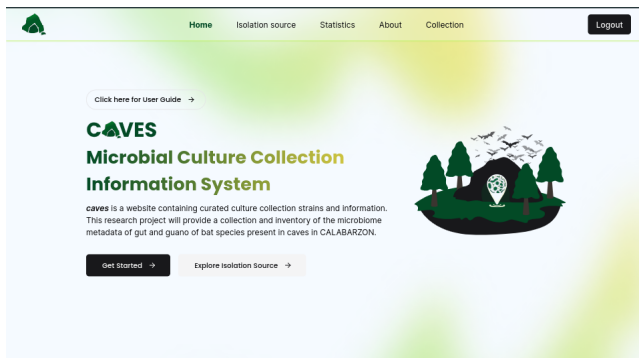 Home Isolation source Statistics About Collection Logout
Click here for User Guide →
CAVES
Microbial Culture Collection
Information System
caves is a website containing curated culture collection strains and information.
This research project will provide a collection and inventory of the microbiome
metadata of gut and guano of bat species present in caves in CALABARZON.
Get Started → Explore Isolation Source →